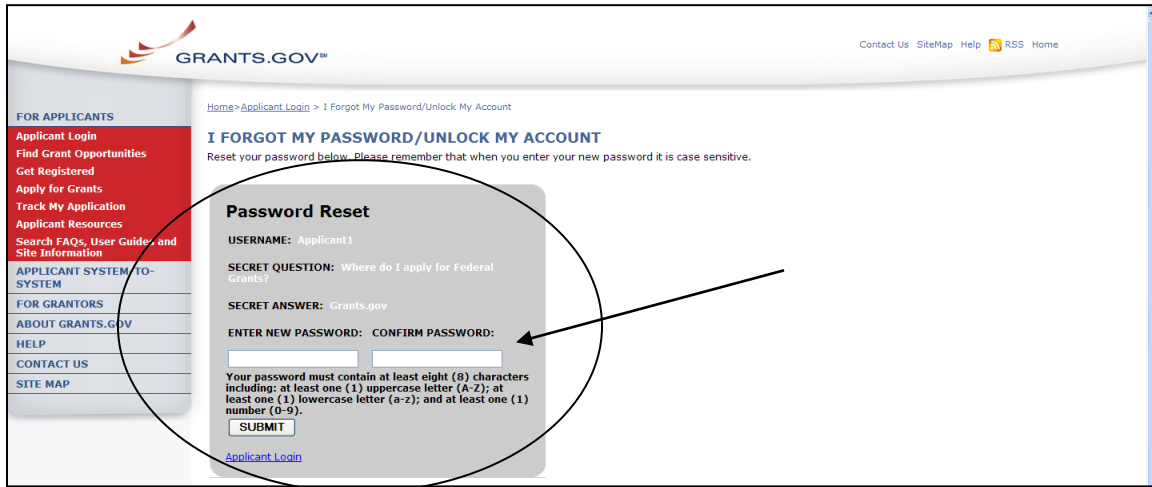 GRANTS.GOV℠
Contact Us SiteMap Help RSS Home
Home>Applicant Login > I Forgot My Password/Unlock My Account
FOR APPLICANTS
Applicant Login
Find Grant Opportunities
Get Registered
Apply for Grants
Track My Application
Applicant Resources
Search FAQs, User Guides and
Site Information
APPLICANT SYSTEM-TO-
SYSTEM
FOR GRANTORS
ABOUT GRANTS.GOV
HELP
CONTACT US
SITE MAP
I FORGOT MY PASSWORD/UNLOCK MY ACCOUNT
Reset your password below. Please remember that when you enter your new password it is case sensitive.
Password Reset
USERNAME: Applicant1
SECRET QUESTION: Where do I apply for Federal
Grants?
SECRET ANSWER: Grants.gov
ENTER NEW PASSWORD: CONFIRM PASSWORD:
Your password must contain at least eight (8) characters
including: at least one (1) uppercase letter (A-Z); at
least one (1) lowercase letter (a-z); and at least one (1)
number (0-9).
SUBMIT
Applicant Login